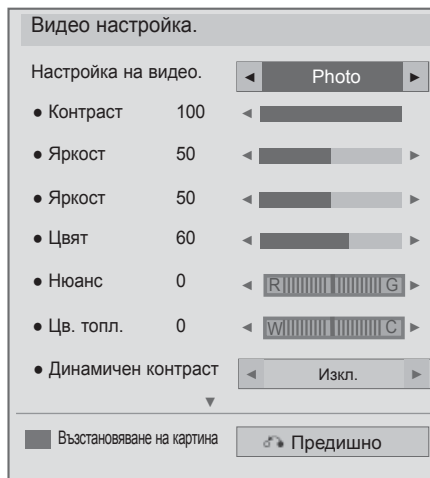 Видео настройка.
Настройка на видео. ◄ Photo ►
● Контраст 100 ◄
● Яркост 50 ◄ ►
● Яркост 50 ◄ ►
● Цвят 60 ◄ ►
● Нюанс 0 ◄ R G ►
● Цв. топл. 0 ◄ W C ►
● Динамичен контраст ◄ Изкл. ►
▼
Възстановяване на картина Предишно